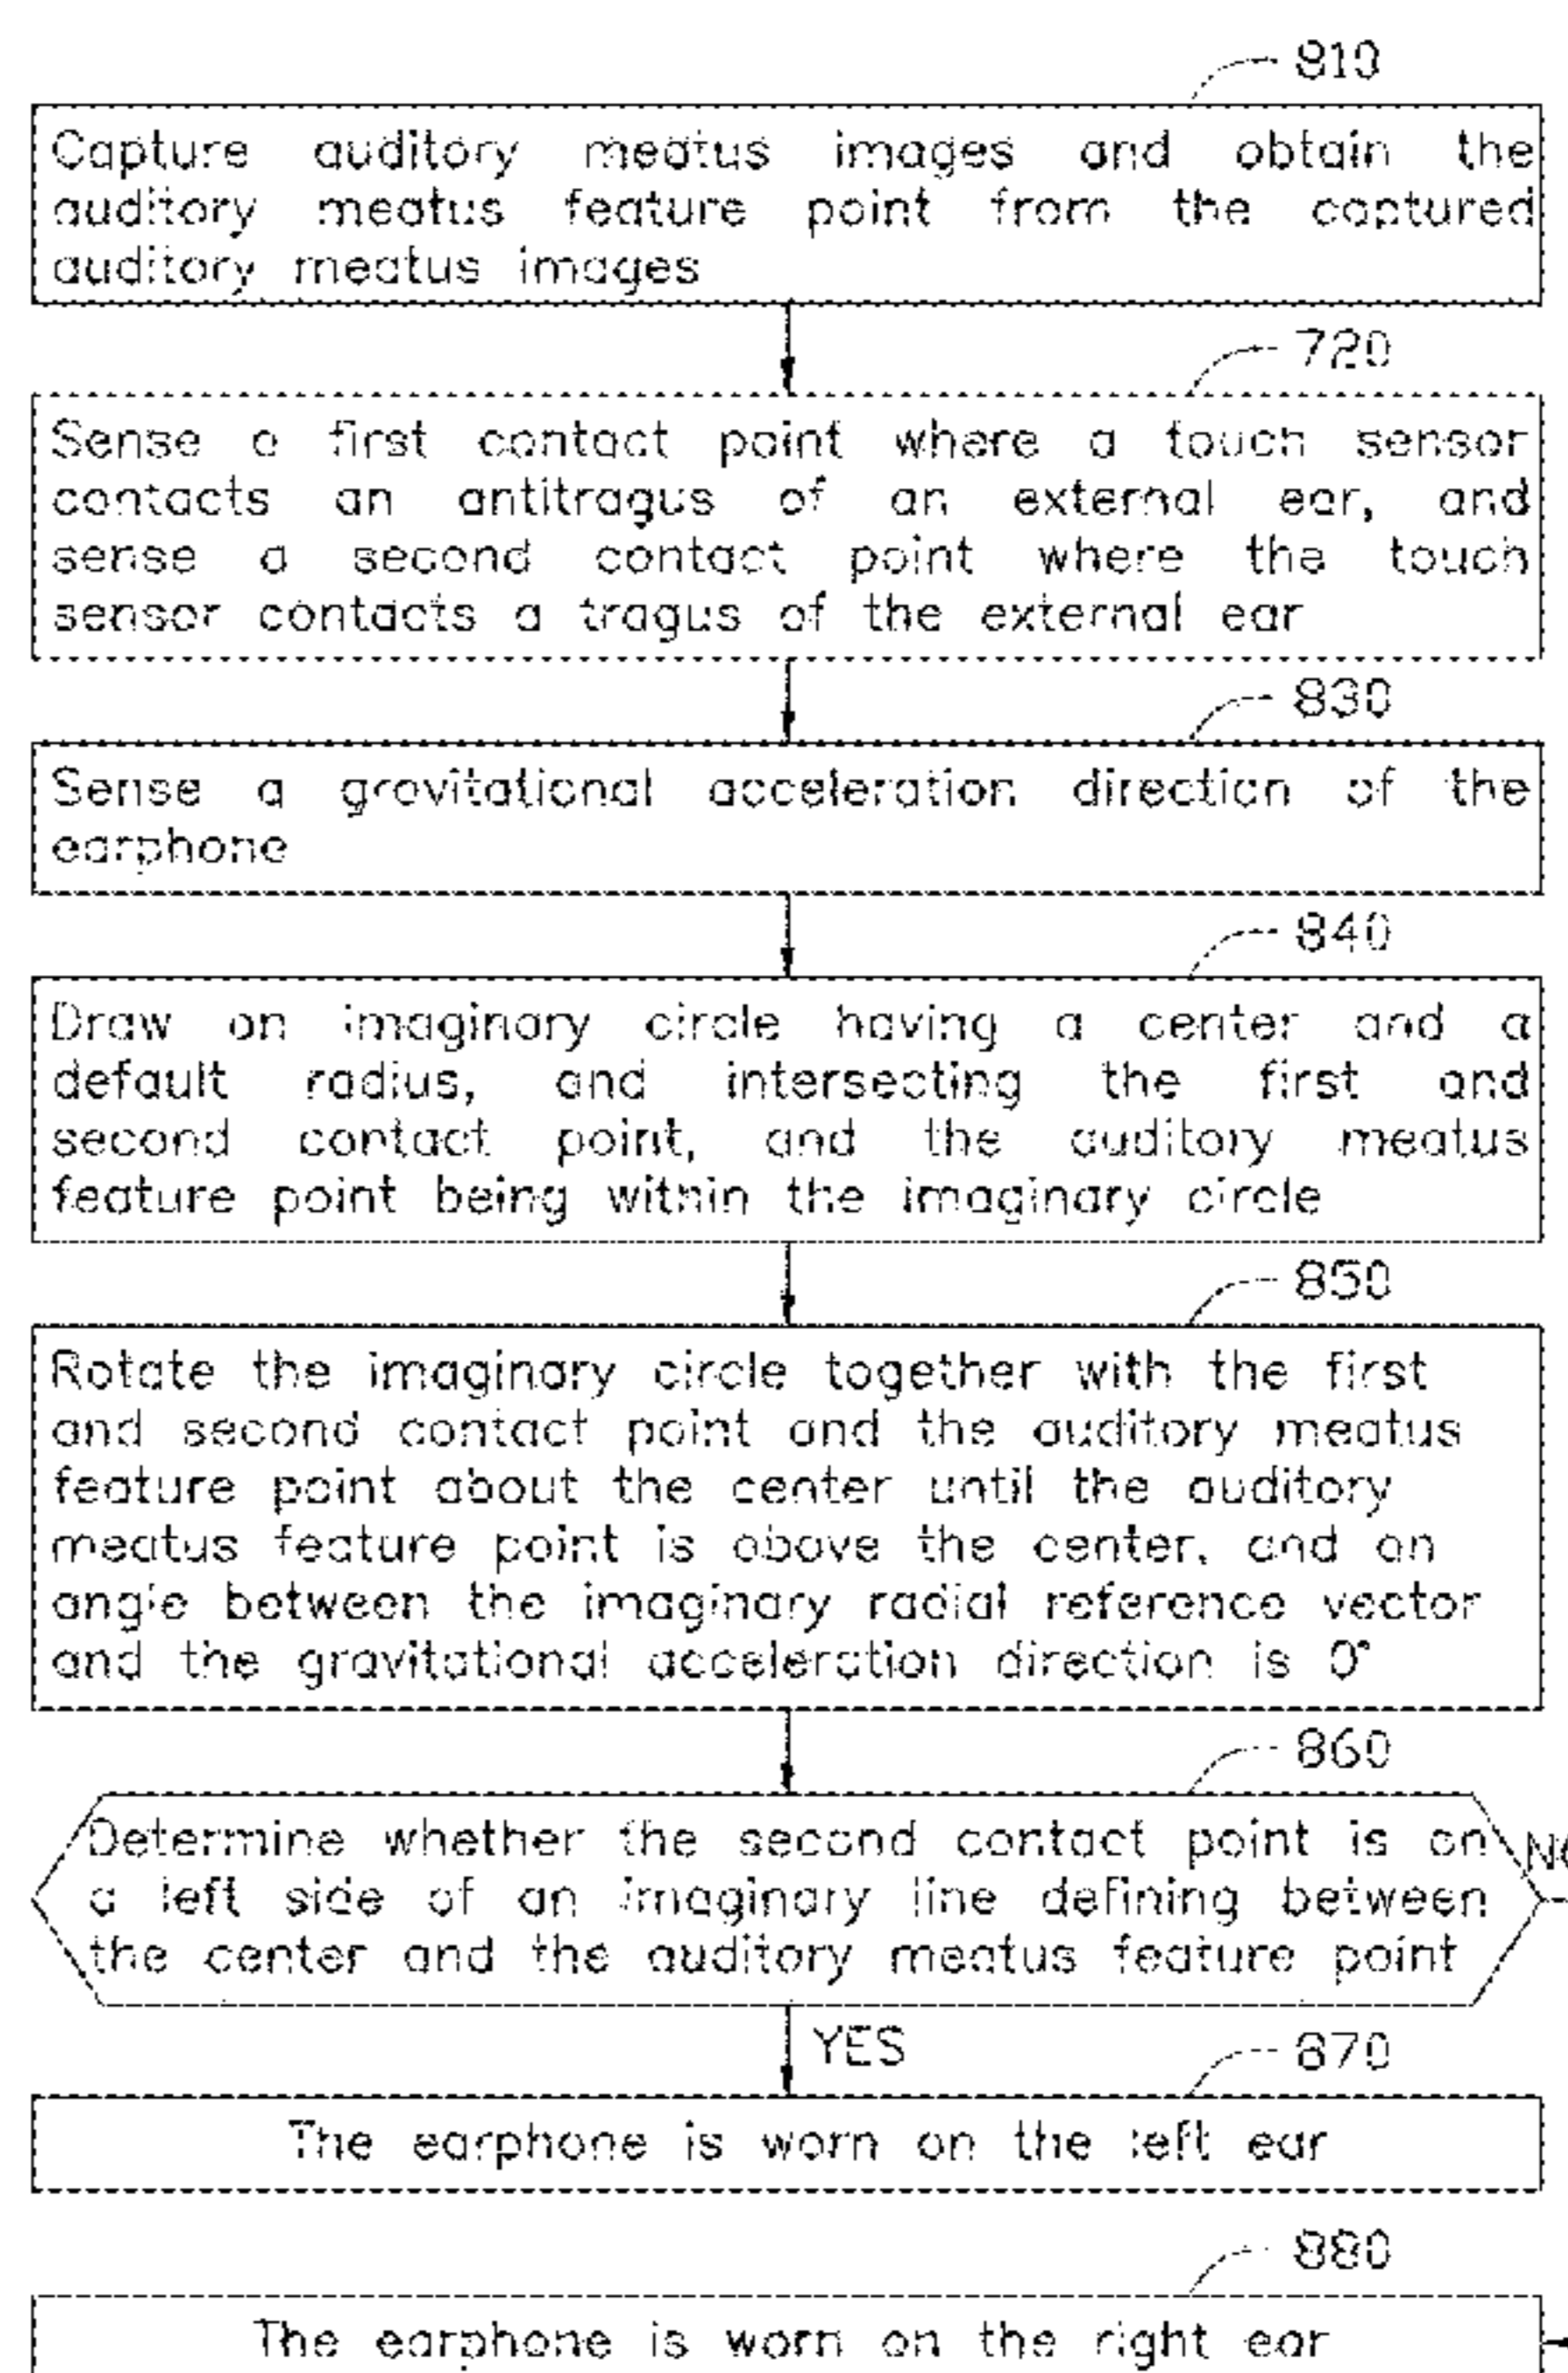 810
Capture auditory meatus images and obtain the
auditory meatus feature point from the captured
auditory meatus images
720
Sense a first contact point where a touch sensor
contacts an antitragus of an external ear, and
sense a second contact point where the touch
sensor contacts a tragus of the external ear
830
Sense a gravitational acceleration direction of the
earphone
840
Draw an imaginary circle having a center and a
default radius, and intersecting the first and
second contact point, and the auditory meatus
feature point being within the imaginary circle
850
Rotate the imaginary circle together with the first
and second contact point and the auditory meatus
feature point about the center until the auditory
meatus feature point is above the center, and an
angle between the imaginary radial reference vector
and the gravitational acceleration direction is 0°
860
Determine whether the second contact point is on
a left side of an imaginary line defining between
the center and the auditory meatus feature point
YES
870
The earphone is worn on the left ear
880
The earphone is worn on the right ear